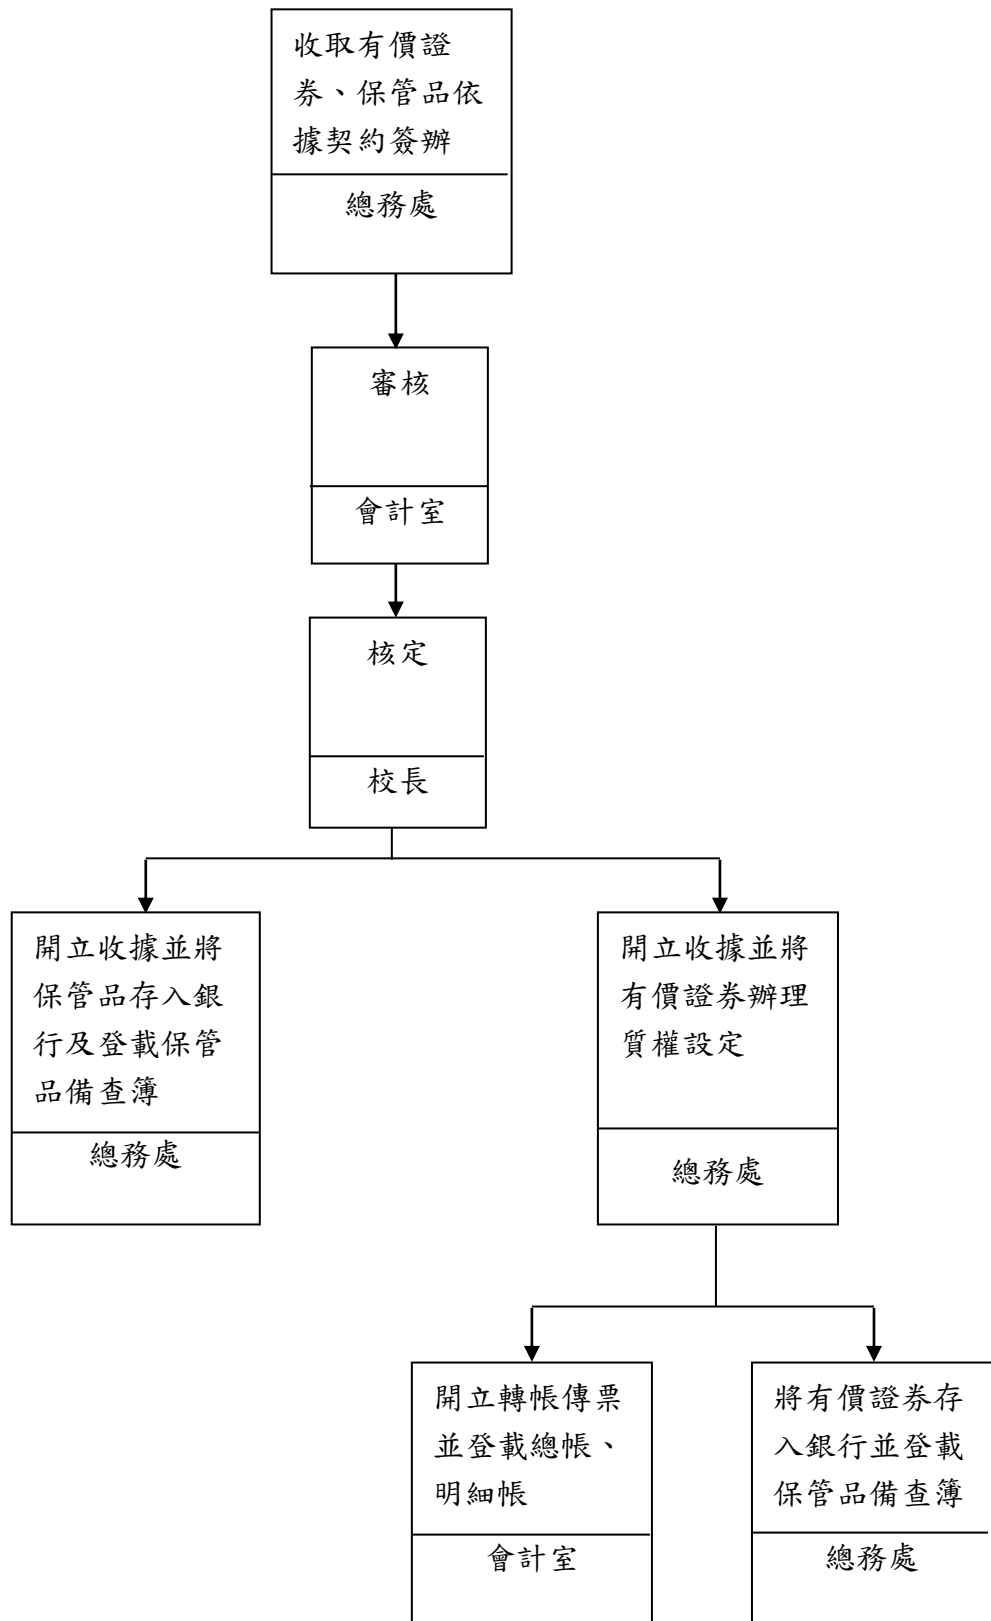 收取有價證
券、保管品依
據契約簽辦
總務處
審核
會計室
核定
校長
開立收據並將
保管品存入銀
行及登載保管
品備查簿
總務處
開立收據並將
有價證券辦理
質權設定
總務處
開立轉帳傳票
並登載總帳、
明細帳
會計室
將有價證券存
入銀行並登載
保管品備查簿
總務處